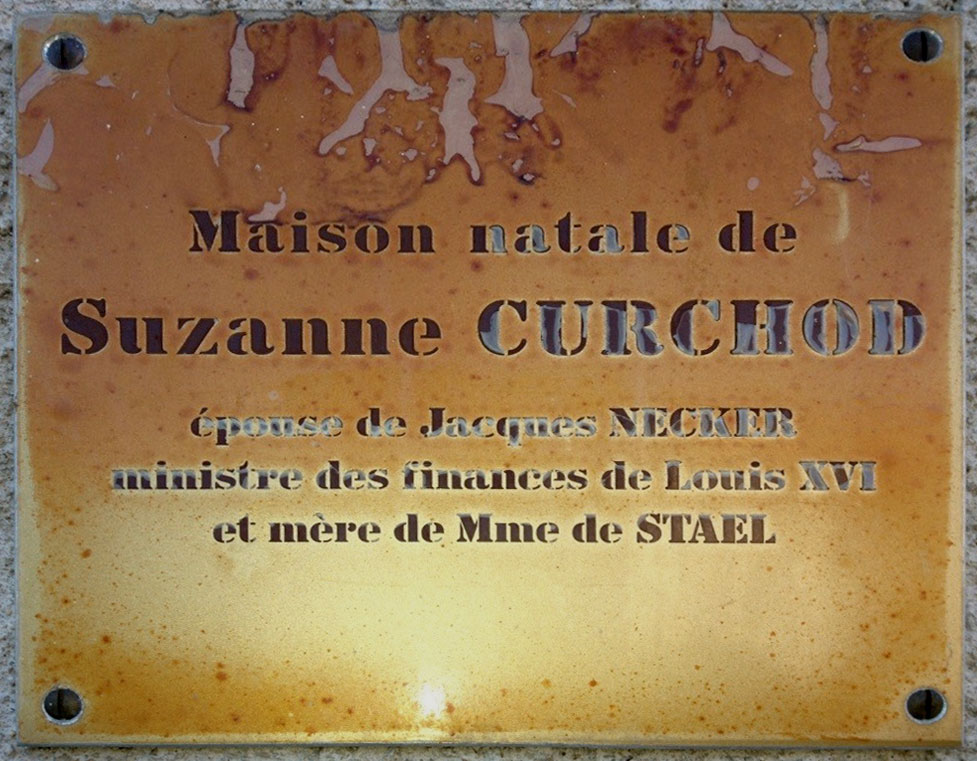 Maison natale de
Suzanne CURCHOD
épouse de Jacques NECKER
ministre des finances de Louis XVI
et mère de Mme de STAEL